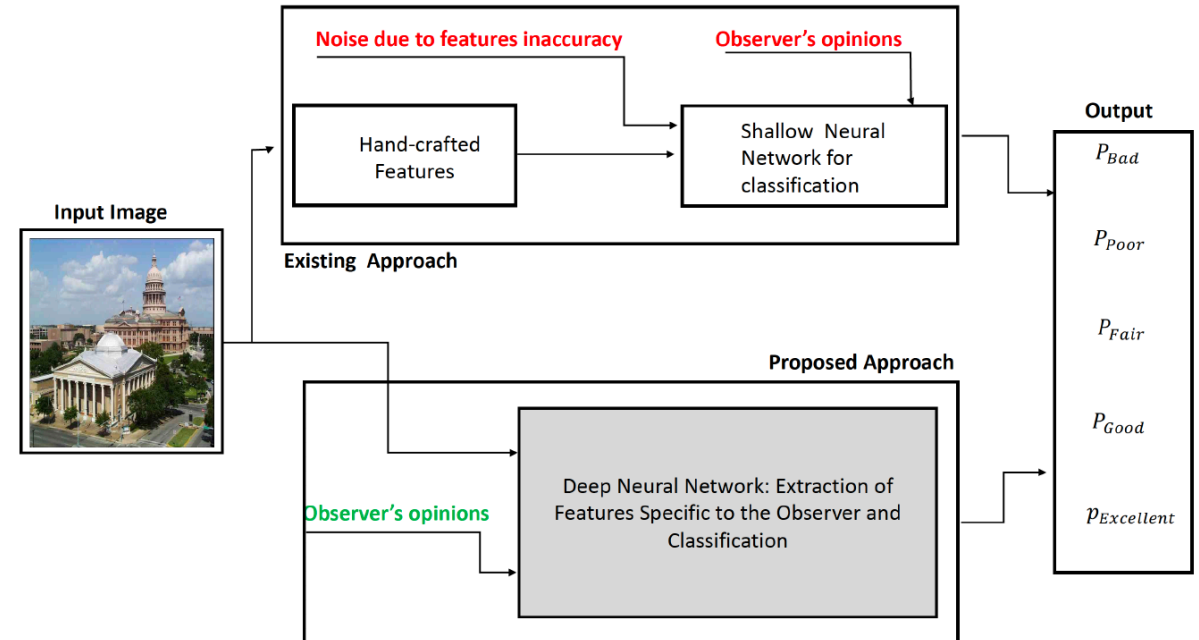 Noise due to features inaccuracy
Observer's opinions
Hand-crafted
Features
Shallow Neural
Network for
classification
Existing Approach
Input Image
Proposed Approach
Observer's opinions
Deep Neural Network: Extraction of
Features Specific to the Observer and
Classification
Output
P_Bad
P_Poor
P_Fair
P_Good
p_Excellent